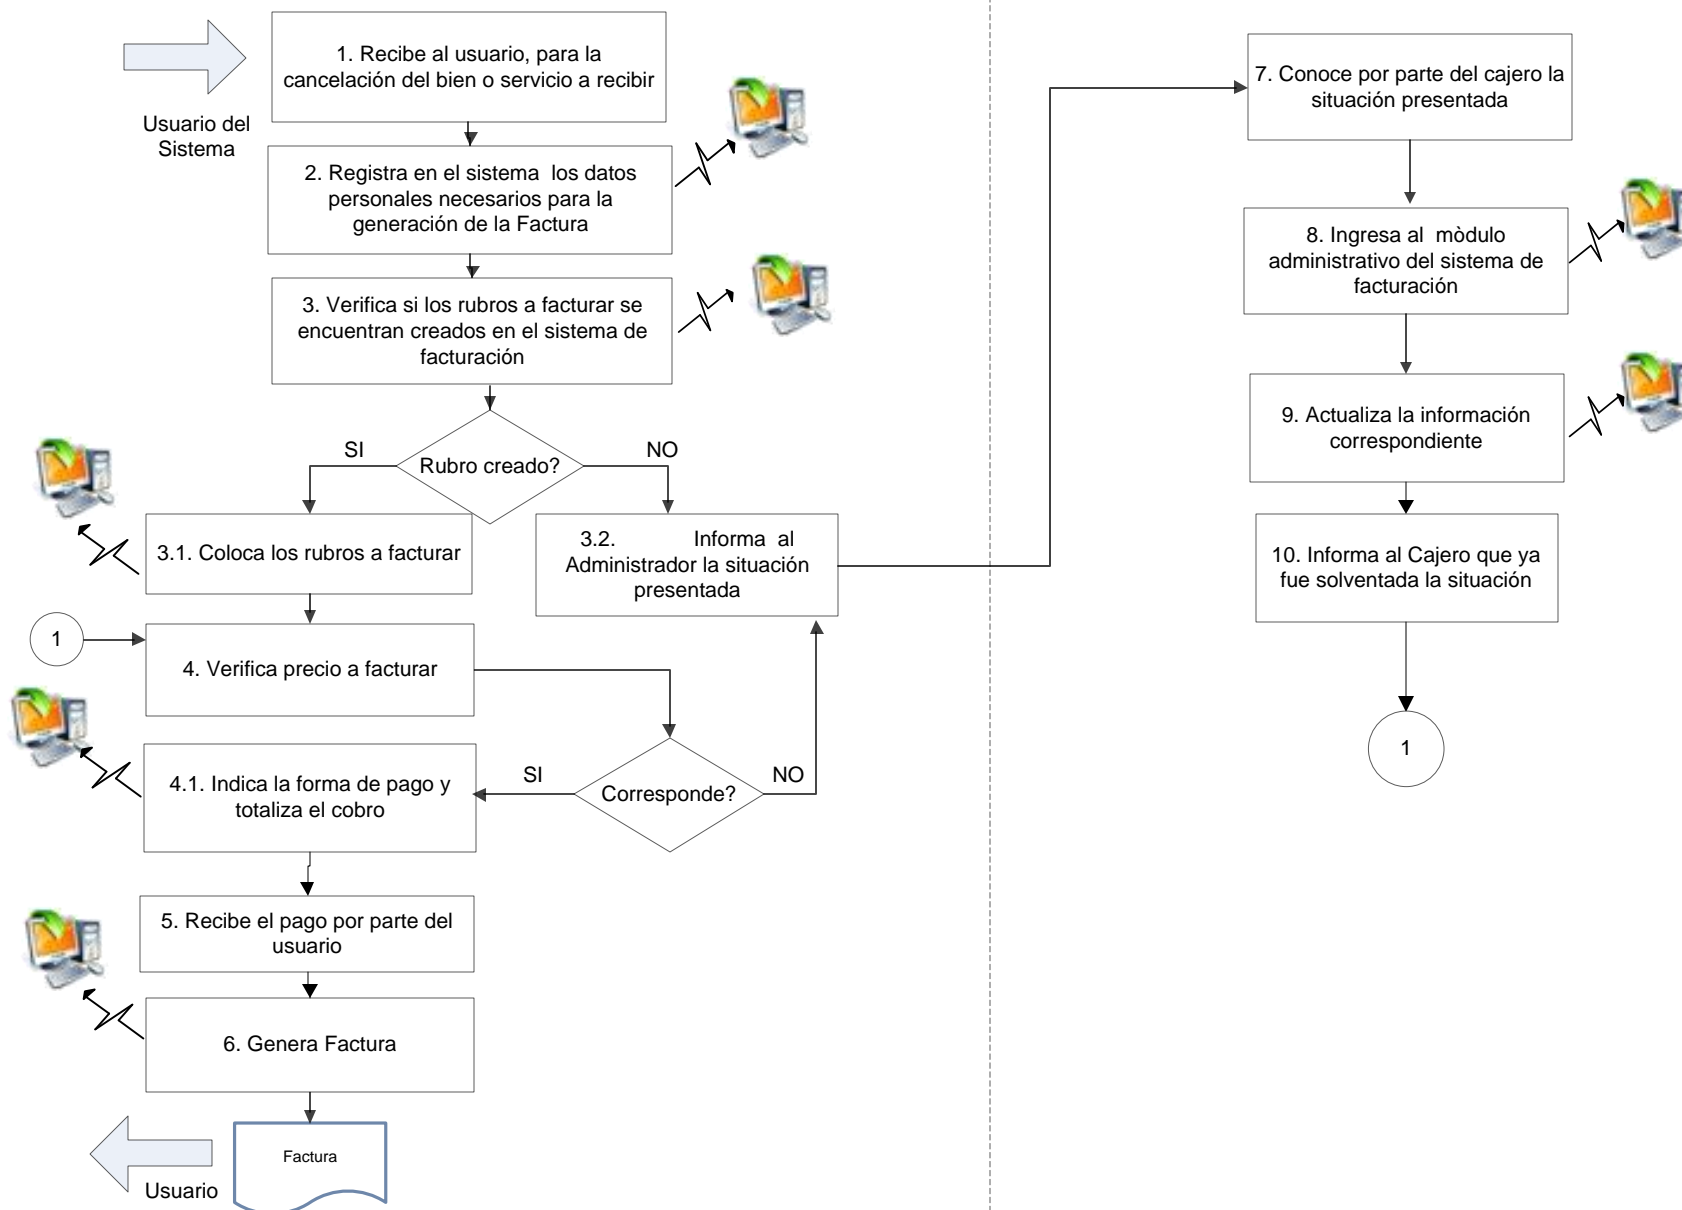 1. Recibe al usuario, para la
cancelación del bien o servicio a recibir
Usuario del
Sistema
2. Registra en el sistema los datos
personales necesarios para la
generación de la Factura
3. Verifica si los rubros a facturar se
encuentran creados en el sistema de
facturación
SI
Rubro creado?
NO
3.1. Coloca los rubros a facturar
3.2. Informa al
Administrador la situación
presentada
1
4. Verifica precio a facturar
4.1. Indica la forma de pago y
totaliza el cobro
SI
Corresponde?
NO
5. Recibe el pago por parte del
usuario
6. Genera Factura
Factura
Usuario
7. Conoce por parte del cajero la
situación presentada
8. Ingresa al mòdulo
administrativo del sistema de
facturación
9. Actualiza la información
correspondiente
10. Informa al Cajero que ya
fue solventada la situación
1